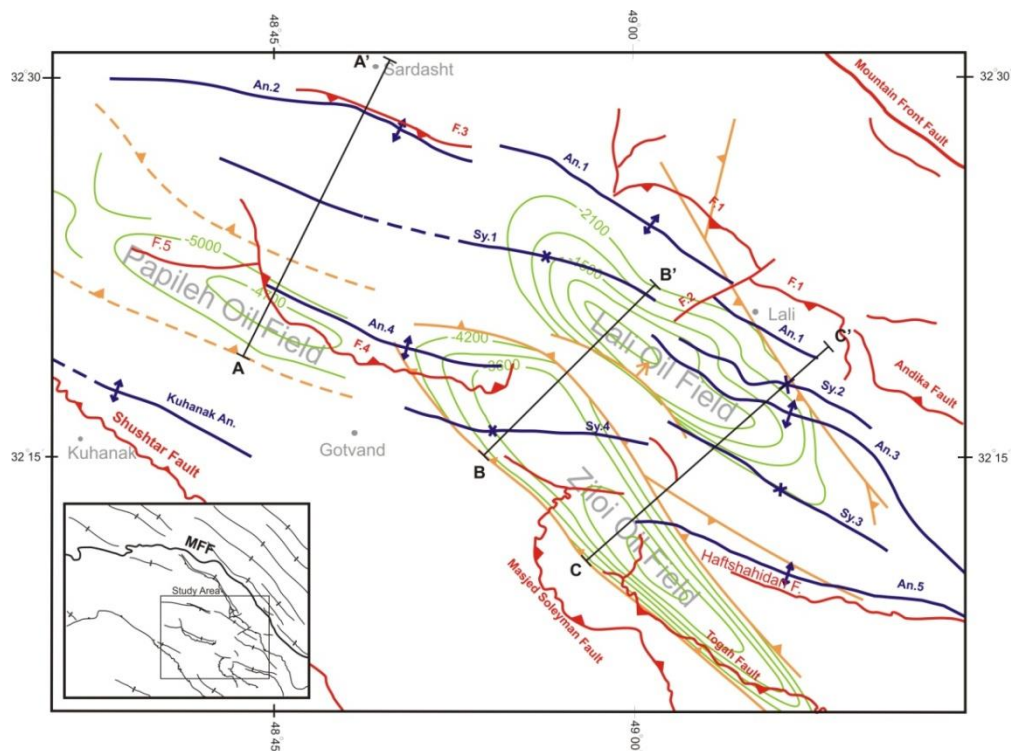 48°45'
49°00'
32°30'
32°30'
A'
Sardasht
Mountain Front Fault
An.2
F.3
An.1
F.1
-2100
Sy.1
-1500
-5000
F.5
Papileh Oil Field
-4700
B'
F.2
F.1
Lali
An.1
C'
Lali Oil Field
An.4
F.4
-4200
-3600
A
Andika Fault
Sy.2
Kuhanak An.
Shushtar Fault
Kuhanak
Gotvand
Sy.4
An.3
B
32°15'
32°15'
Ziloi Oil Field
Sy.3
C
Haftshahidan F.
An.5
Masjed Soleyman Fault
Togah Fault
MFF
Study Area
48°45'
49°00'